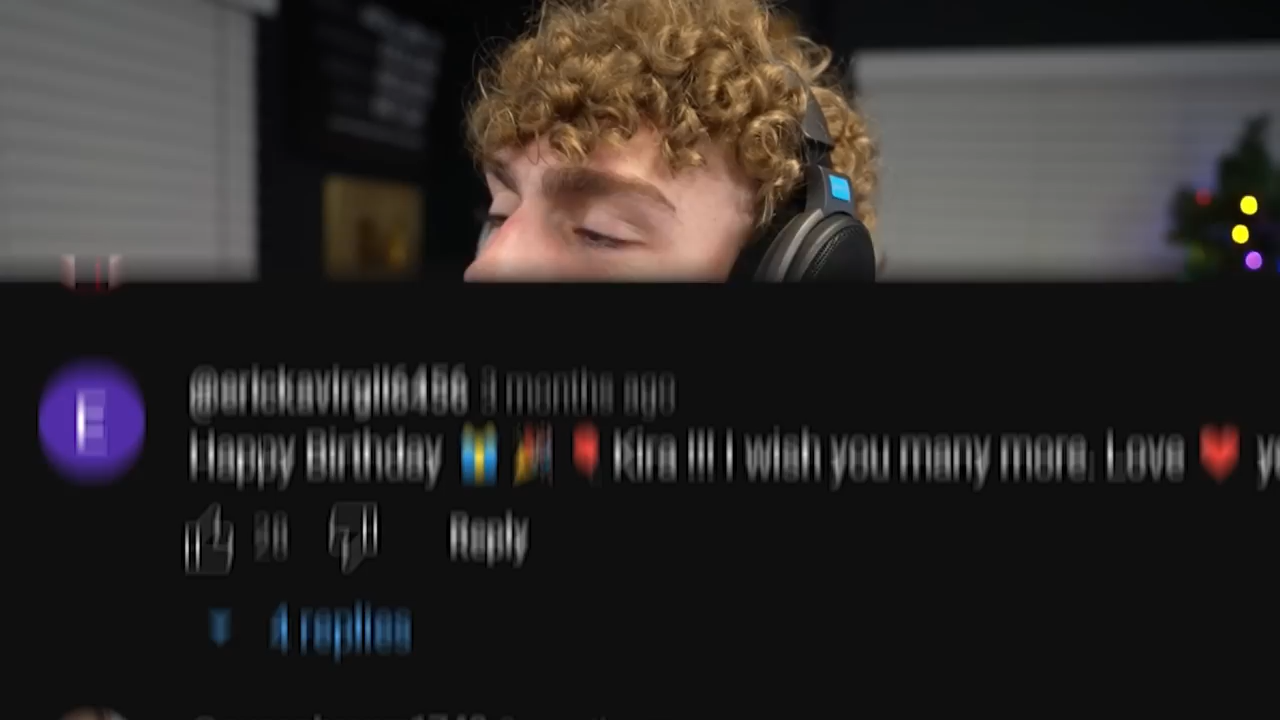 @erickavirgil6456 3 months ago
Happy Birthday 🎁 🎉 🎈 Kira !!! I wish you many more. Love ❤️
Reply
4 replies